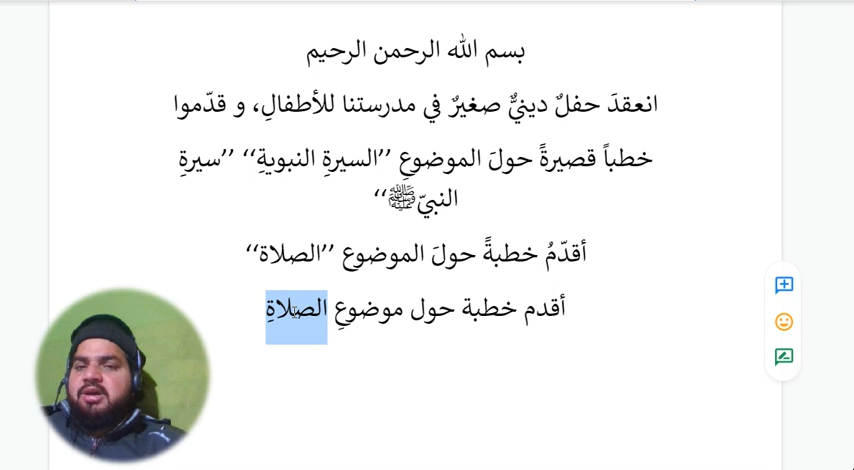 بسم الله الرحمن الرحيم
انعقدَ حفلٌ دينيٌّ صغيرٌ في مدرستنا للأطفالِ، و قدّموا
خطباً قصيرةً حولَ الموضوعِ ’’السيرةِ النبويةِ‘‘ ’’سيرةِ
النبيّ ﷺ‘‘
أقدّمُ خطبةً حولَ الموضوع ’’الصلاة‘‘
أقدم خطبة حول موضوعِ الصلاةِ